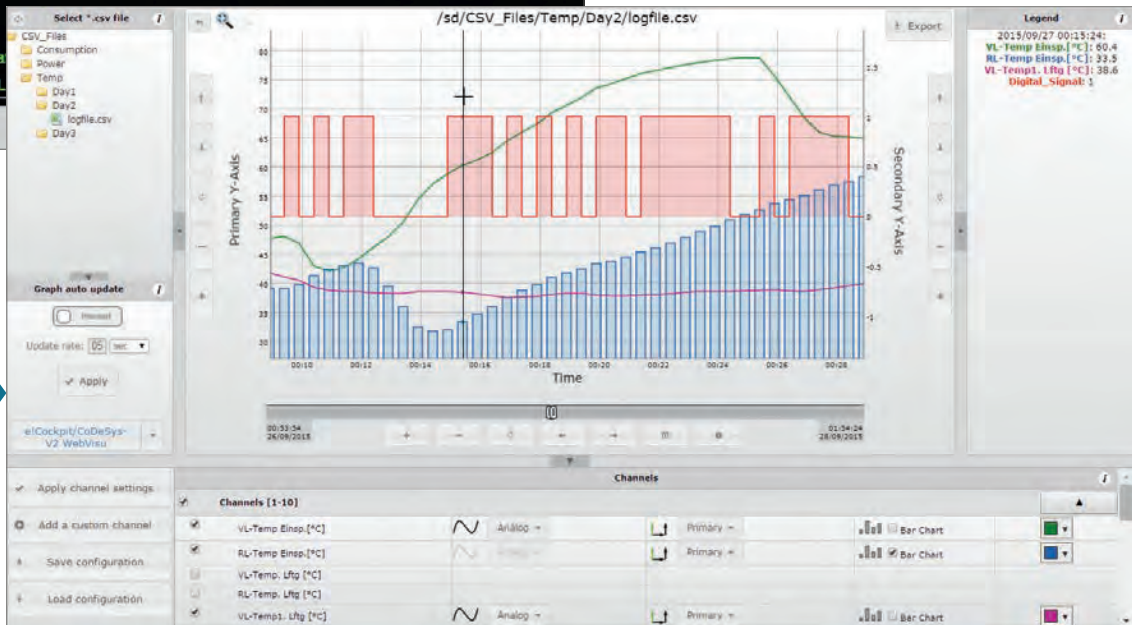 Select *.csv file
i
CSV_Files
Consumption
Power
Temp
Day1
Day2
logfile.csv
Day3
Graph auto update
i
Update rate: 05 sec
Apply
e!Cockpit/CoDeSys-
V2 WebVisu
/sd/CSV_Files/Temp/Day2/logfile.csv
Export
Primary Y-Axis
80
75
70
65
60
55
50
45
40
35
30
Secondary Y-Axis
1.5
1
0.5
0
-0.5
-1
00:10 00:12 00:14 00:16 00:18 00:20 00:22 00:24 00:26 00:28
Time
00:53:54
26/09/2015
01:54:24
28/09/2015
Legend
i
2015/09/27 00:15:24:
VL-Temp Einsp.[°C]: 60.4
RL-Temp Einsp.[°C]: 33.5
VL-Temp1. Lftg [°C]: 38.6
Digital_Signal: 1
Apply channel settings
Add a custom channel
Save configuration
Load configuration
Channels
i
Channels [1-10]
VL-Temp Einsp.[°C] Analog Primary Bar Chart
RL-Temp Einsp.[°C] Primary Bar Chart
VL-Temp. Lftg [°C]
RL-Temp. Lftg [°C]
VL-Temp1. Lftg [°C] Analog Primary Bar Chart